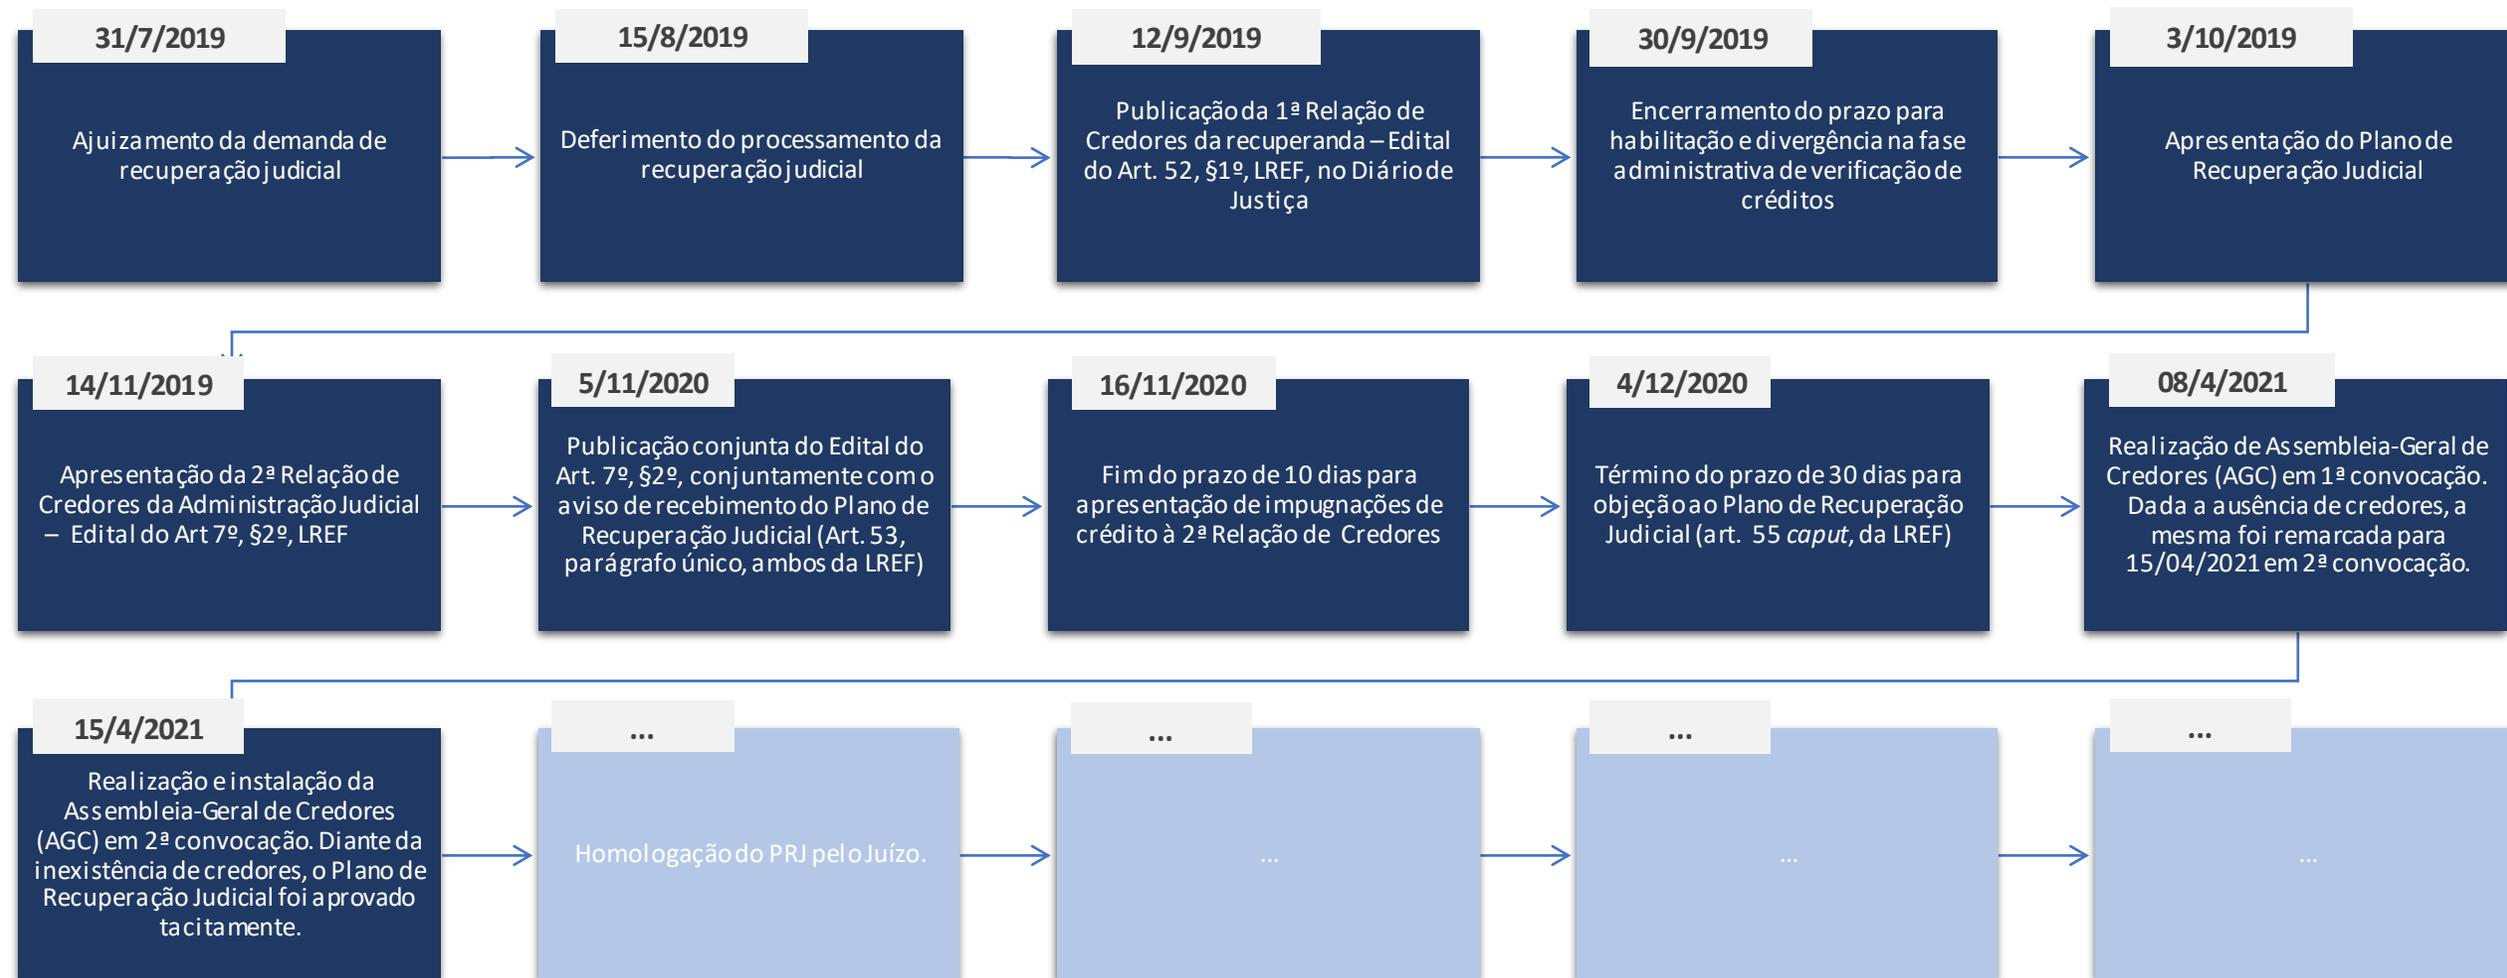 31/7/2019
Ajuizamento da demanda de
recuperação judicial
15/8/2019
Deferimento do processamento da
recuperação judicial
12/9/2019
Publicação da 1ª Relação de
Credores da recuperanda – Edital
do Art. 52, §1º, LREF, no Diário de
Justiça
30/9/2019
Encerramento do prazo para
habilitação e divergência na fase
administrativa de verificação de
créditos
3/10/2019
Apresentação do Plano de
Recuperação Judicial
14/11/2019
Apresentação da 2ª Relação de
Credores da Administração Judicial
– Edital do Art 7º, §2º, LREF
5/11/2020
Publicação conjunta do Edital do
Art. 7º, §2º, conjuntamente com o
aviso de recebimento do Plano de
Recuperação Judicial (Art. 53,
parágrafo único, ambos da LREF)
16/11/2020
Fim do prazo de 10 dias para
apresentação de impugnações de
crédito à 2ª Relação de Credores
4/12/2020
Término do prazo de 30 dias para
objeção ao Plano de Recuperação
Judicial (art. 55 caput, da LREF)
08/4/2021
Realização de Assembleia-Geral de
Credores (AGC) em 1ª convocação.
Dada a ausência de credores, a
mesma foi remarcada para
15/04/2021 em 2ª convocação.
15/4/2021
Realização e instalação da
Assembleia-Geral de Credores
(AGC) em 2ª convocação. Diante da
inexistência de credores, o Plano de
Recuperação Judicial foi aprovado
tacitamente.
...
Homologação do PRJ pelo Juízo.
...
...
...
...
...
...